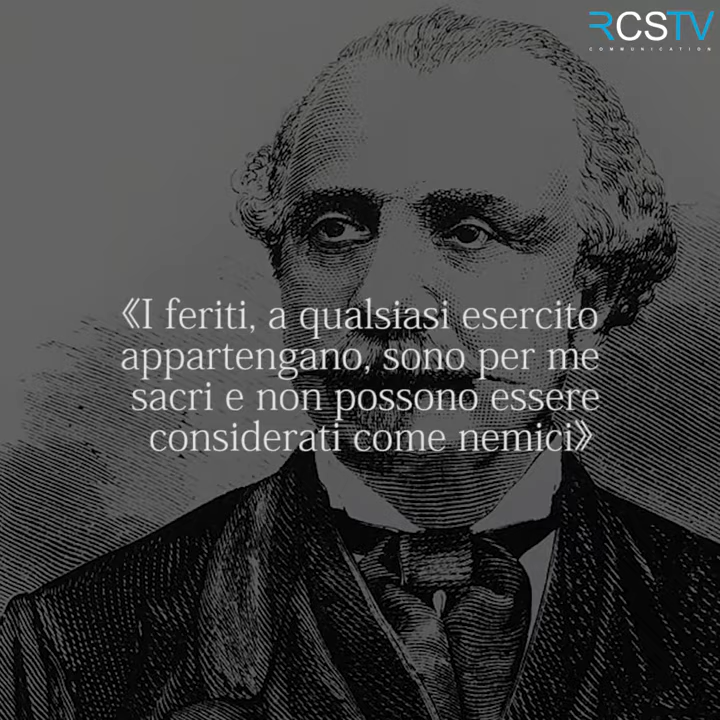 RCSTV
COMMUNICATION
《I feriti, a qualsiasi esercito
appartengano, sono per me
sacri e non possono essere
considerati come nemici》